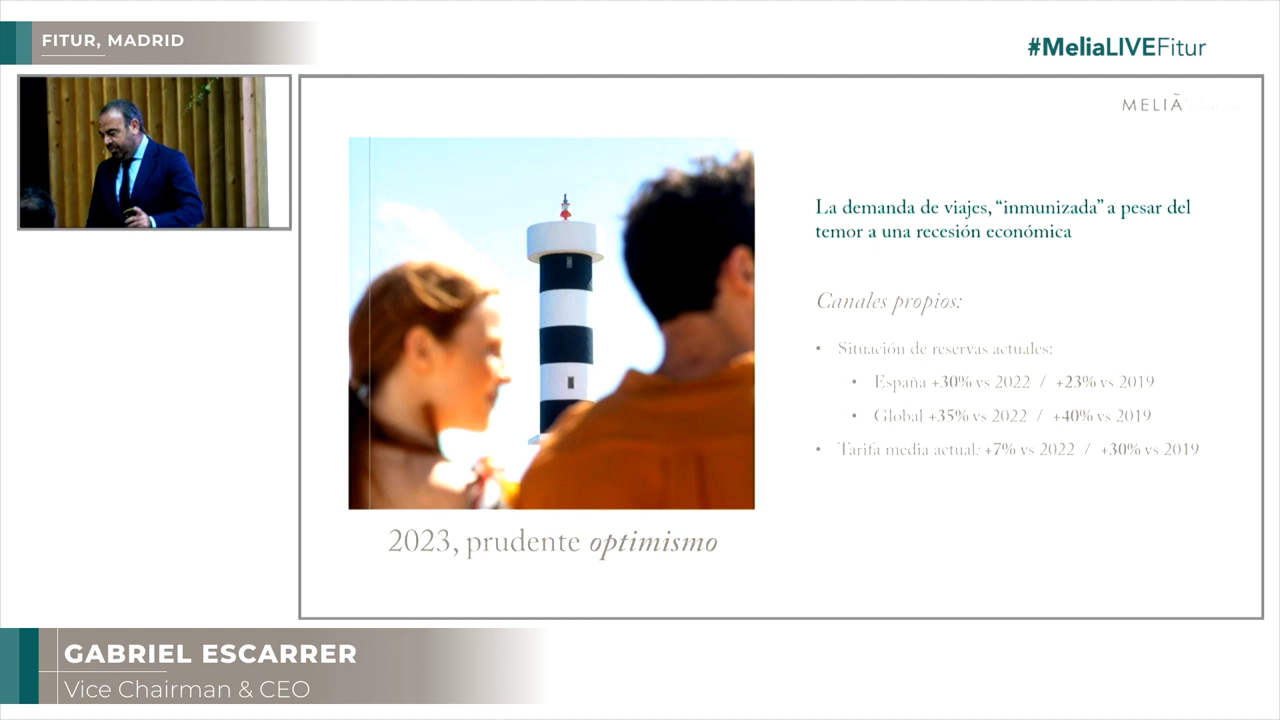 FITUR, MADRID
#MeliaLIVEFitur
MELIÃ
La demanda de viajes, “inmunizada” a pesar del
temor a una recesión económica
Canales propios:
• Situación de reservas actuales:
• España +30% vs 2022 / +23% vs 2019
• Global +35% vs 2022 / +40% vs 2019
• Tarifa media actual: +7% vs 2022 / +30% vs 2019
2023, prudente optimismo
GABRIEL ESCARRER
Vice Chairman & CEO